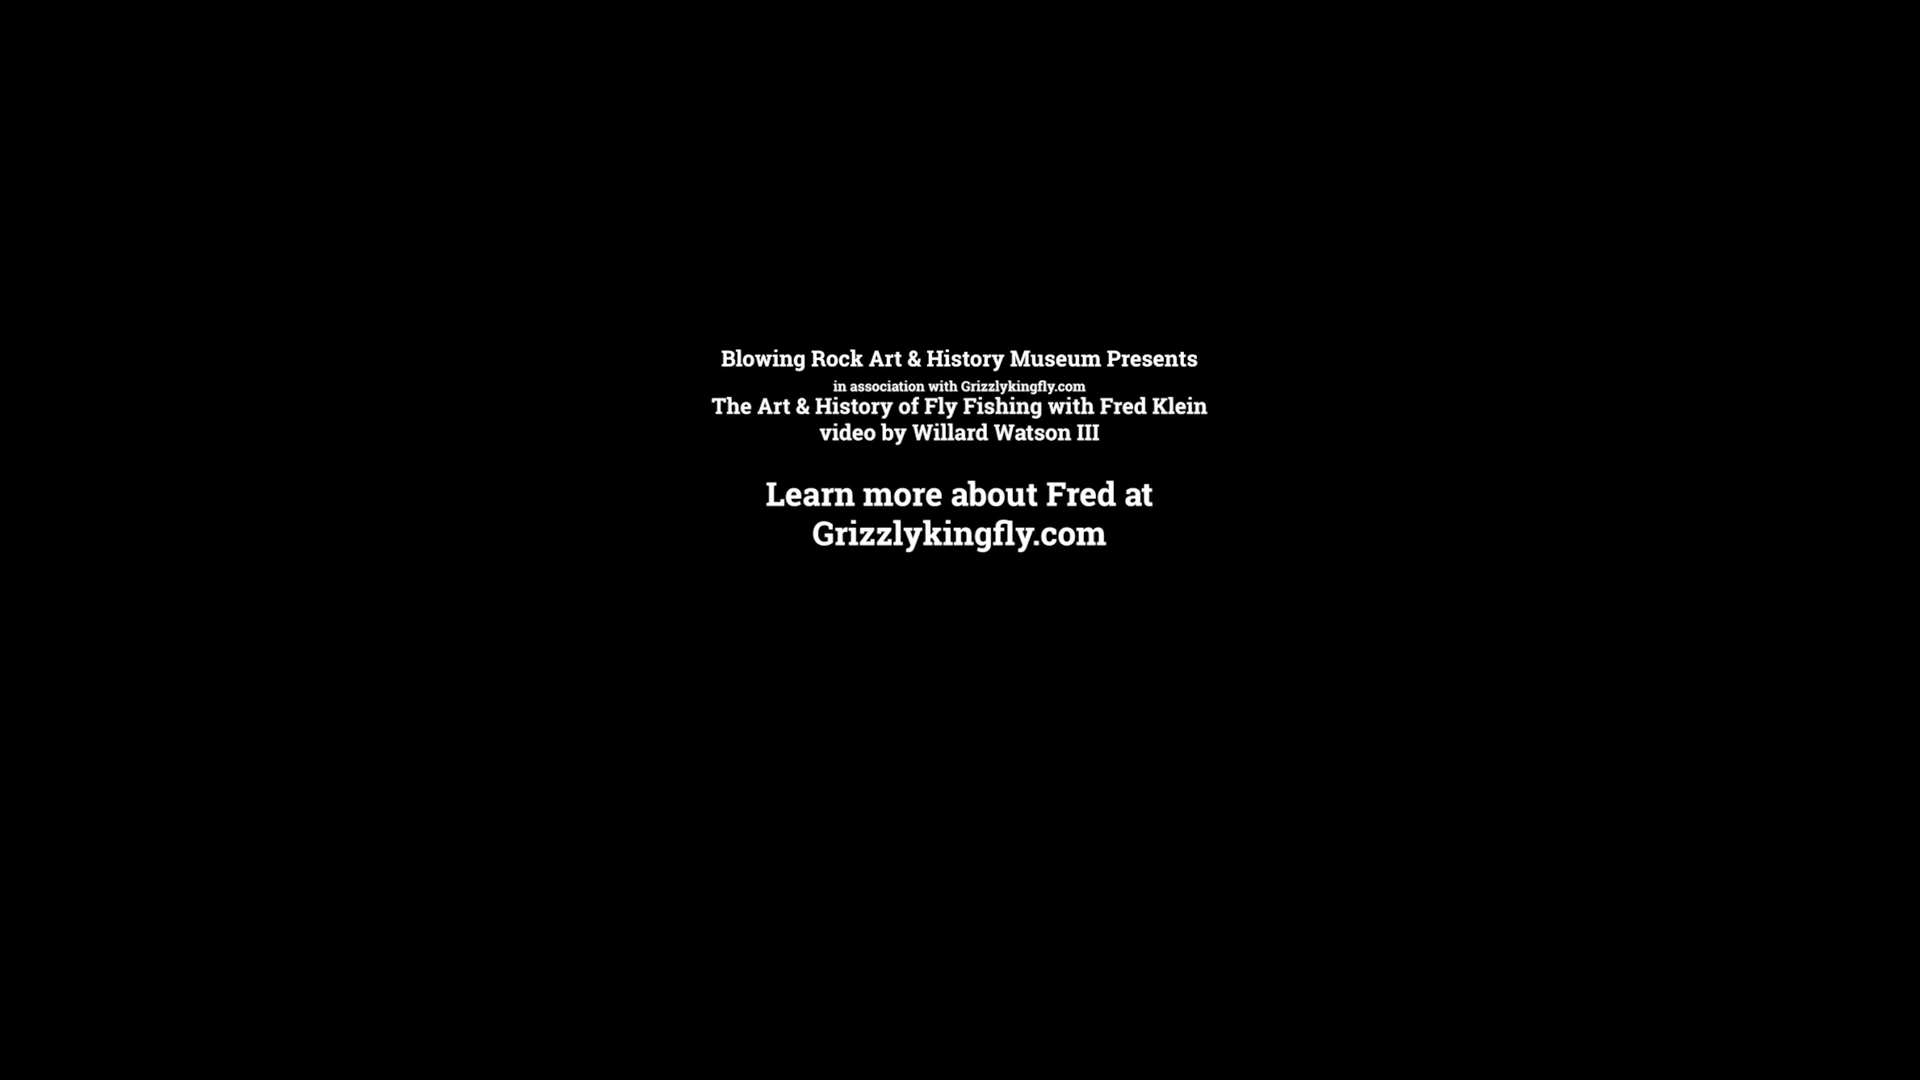 Blowing Rock Art & History Museum Presents
in association with Grizzlykingfly.com
The Art & History of Fly Fishing with Fred Klein
video by Willard Watson III
Learn more about Fred at
Grizzlykingfly.com